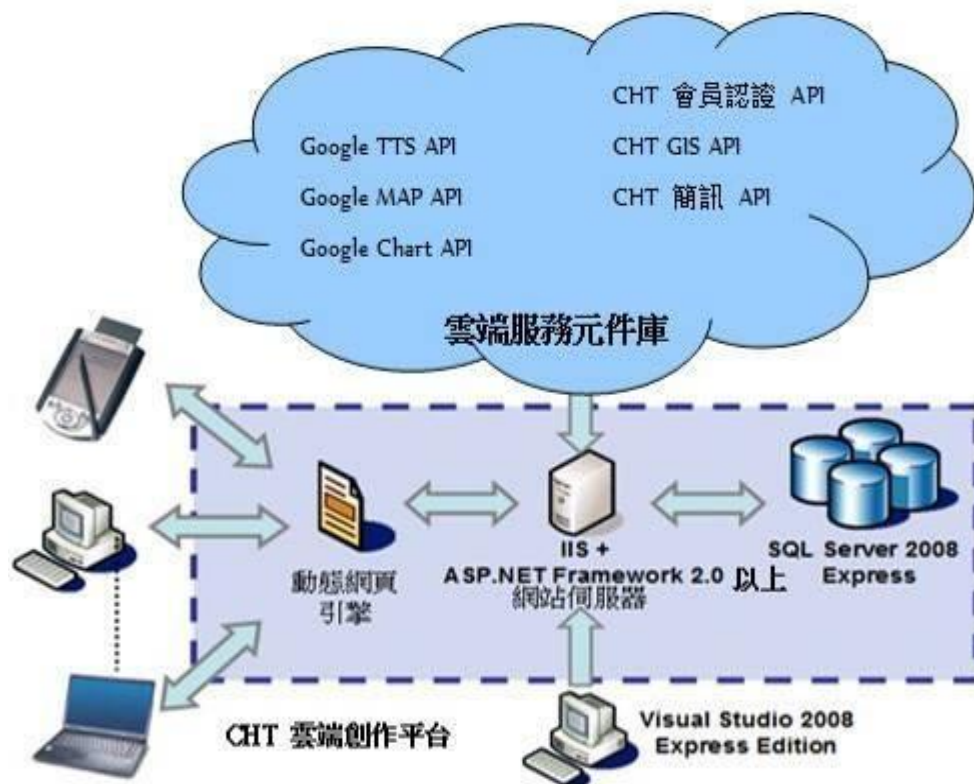 CHT 會員認證 API
Google TTS API
CHT GIS API
Google MAP API
CHT 簡訊 API
Google Chart API
雲端服務元件庫
動態網頁
引擎
IIS +
ASP.NET Framework 2.0 以上
網站伺服器
SQL Server 2008
Express
CHT 雲端創作平台
Visual Studio 2008
Express Edition